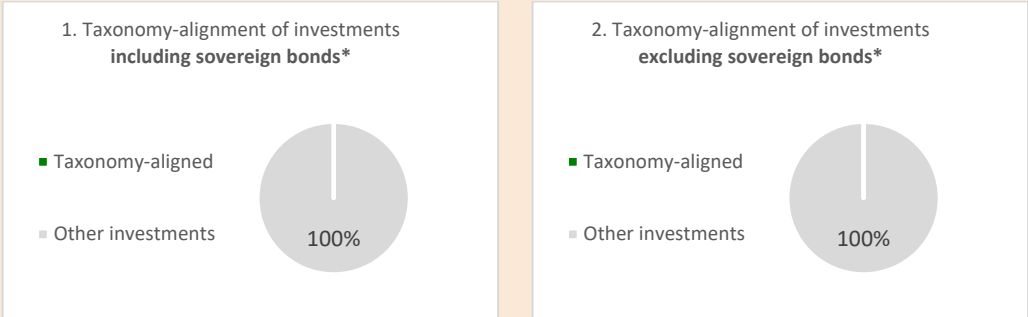 1. Taxonomy-alignment of investments
including sovereign bonds*
Taxonomy-aligned
Other investments
100%
2. Taxonomy-alignment of investments
excluding sovereign bonds*
Taxonomy-aligned
Other investments
100%